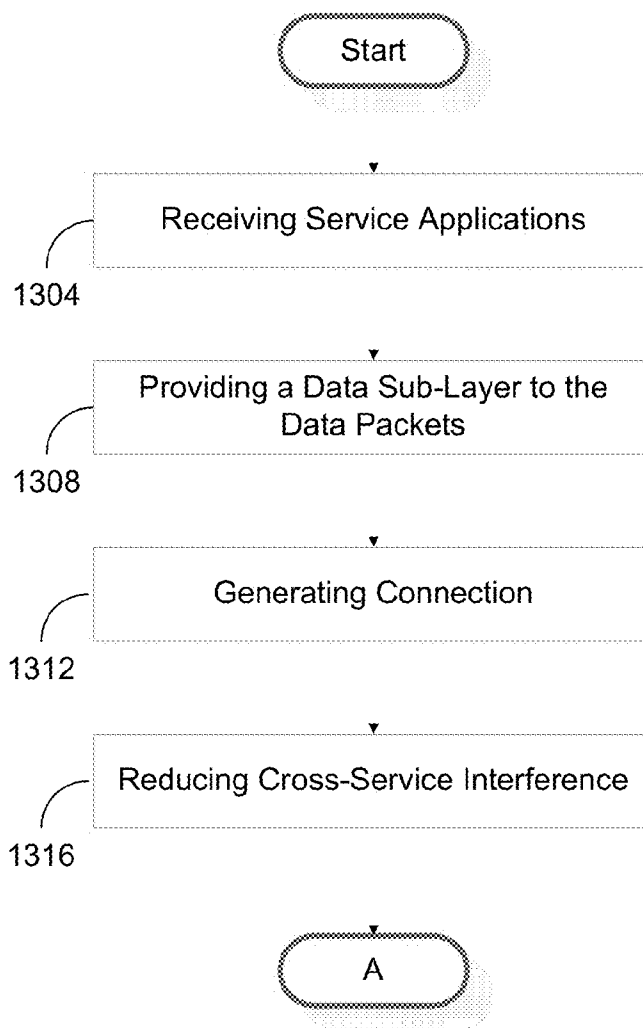 Start
Receiving Service Applications
1304
Providing a Data Sub-Layer to the
Data Packets
1308
Generating Connection
1312
Reducing Cross-Service Interference
1316
A